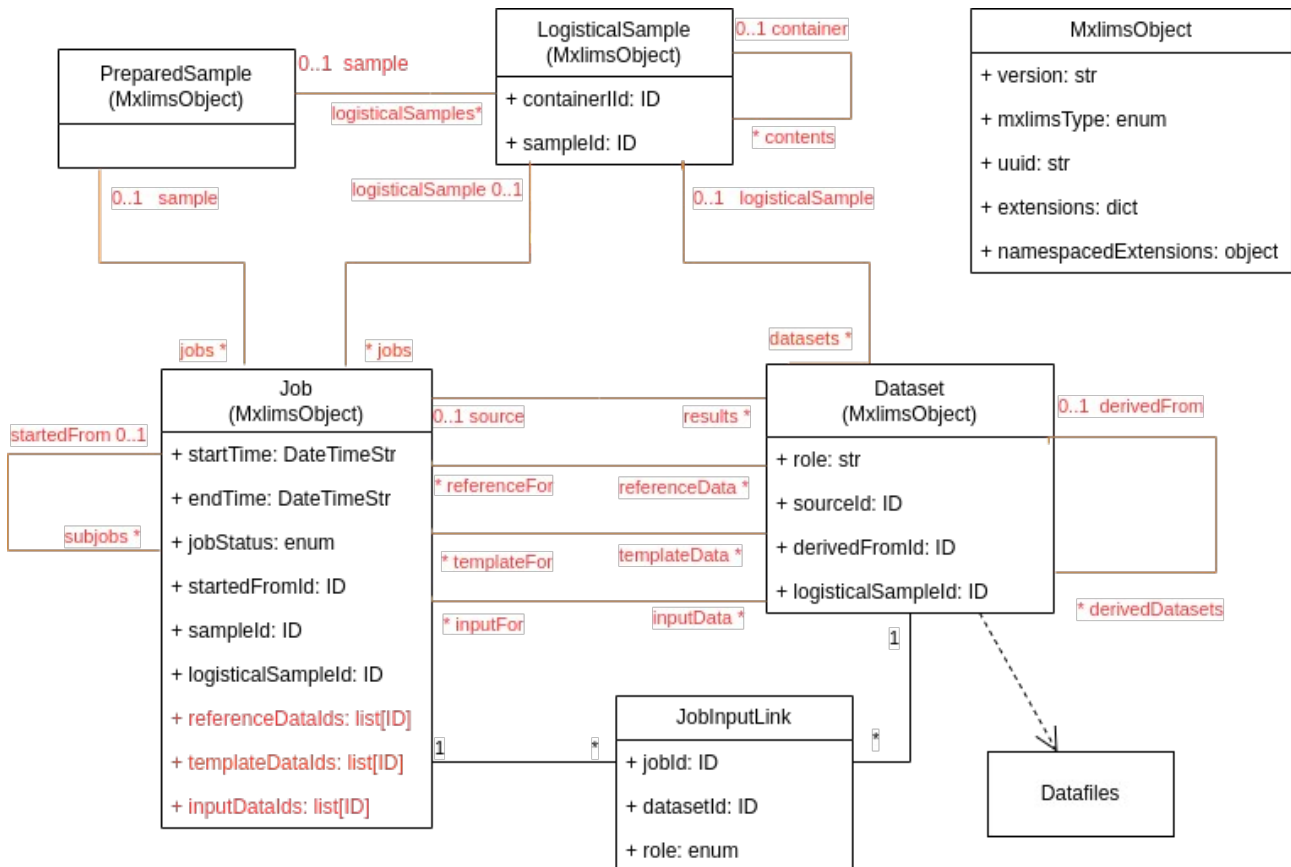 LogisticalSample
(MxlimsObject)
+ containerIId: ID
+ sampleId: ID
0..1 container
* contents
MxlimsObject
+ version: str
+ mxlimsType: enum
+ uuid: str
+ extensions: dict
+ namespacedExtensions: object
PreparedSample
(MxlimsObject)
0..1 sample
logisticalSamples*
0..1 sample
logisticalSample 0..1
0..1 logisticalSample
jobs *
* jobs
datasets *
Job
(MxlimsObject)
+ startTime: DateTimeStr
+ endTime: DateTimeStr
+ jobStatus: enum
+ startedFromId: ID
+ sampleId: ID
+ logisticalSampleId: ID
+ referenceDataIds: list[ID]
+ templateDataIds: list[ID]
+ inputDataIds: list[ID]
startedFrom 0..1
subjobs *
0..1 source
results *
* referenceFor
referenceData *
* templateFor
templateData *
* inputFor
inputData *
Dataset
(MxlimsObject)
+ role: str
+ sourceId: ID
+ derivedFromId: ID
+ logisticalSampleId: ID
0..1 derivedFrom
* derivedDatasets
1
*
JobInputLink
+ jobId: ID
+ datasetId: ID
+ role: enum
*
1
Datafiles